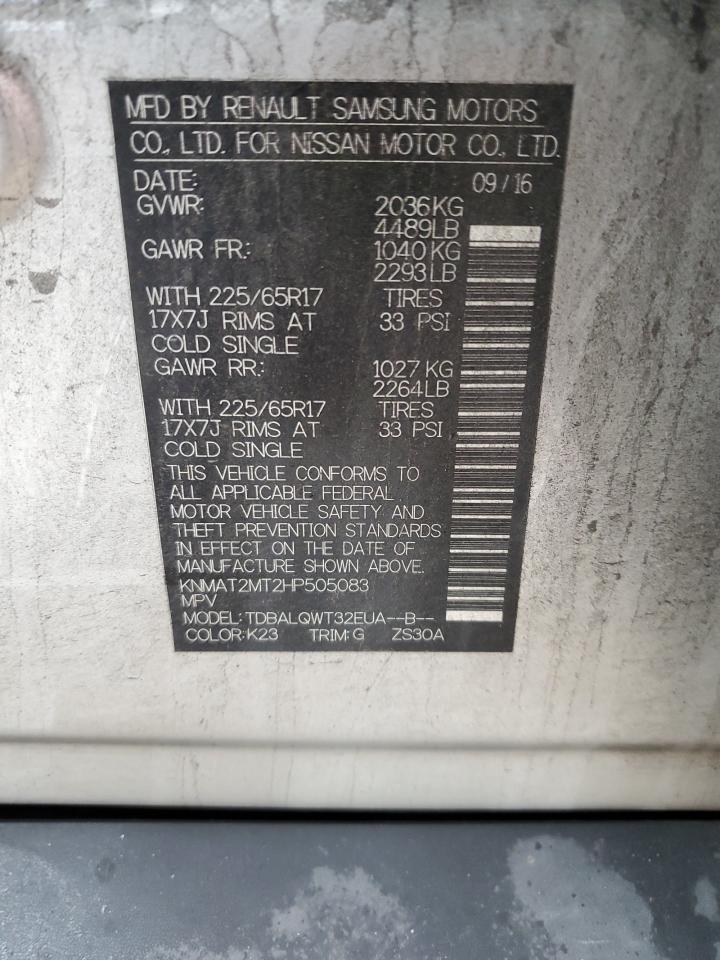 MFD BY RENAULT SAMSUNG MOTORS
CO., LTD. FOR NISSAN MOTOR CO., LTD.
DATE: 09/16
GVWR: 2036KG
4489LB
GAWR FR: 1040KG
2293LB
WITH 225/65R17 TIRES
17X7J RIMS AT 33 PSI
COLD SINGLE
GAWR RR: 1027KG
2264LB
WITH 225/65R17 TIRES
17X7J RIMS AT 33 PSI
COLD SINGLE
THIS VEHICLE CONFORMS TO
ALL APPLICABLE FEDERAL
MOTOR VEHICLE SAFETY AND
THEFT PREVENTION STANDARDS
IN EFFECT ON THE DATE OF
MANUFACTURE SHOWN ABOVE.
KNMAT2MT2HP505083
MPV
MODEL: TDBALQWT32EUA--B--
COLOR:K23 TRIM:G ZS30A